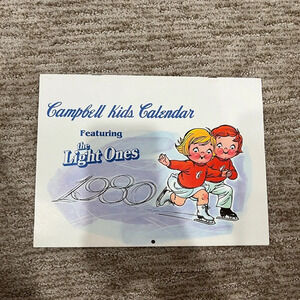 Campbell Kids Calendar
Featuring
the
Light Ones
1980